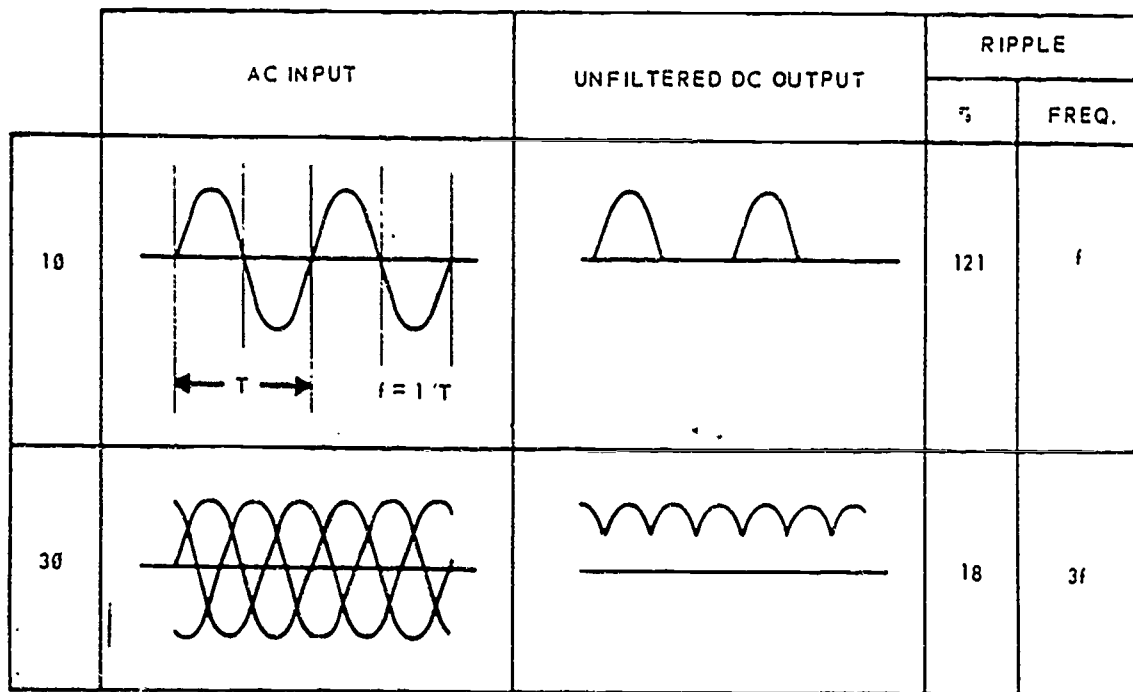 AC INPUT
UNFILTERED DC OUTPUT
RIPPLE
%
FREQ.
1Ø
T
f = 1/T
121
f
3Ø
18
3f